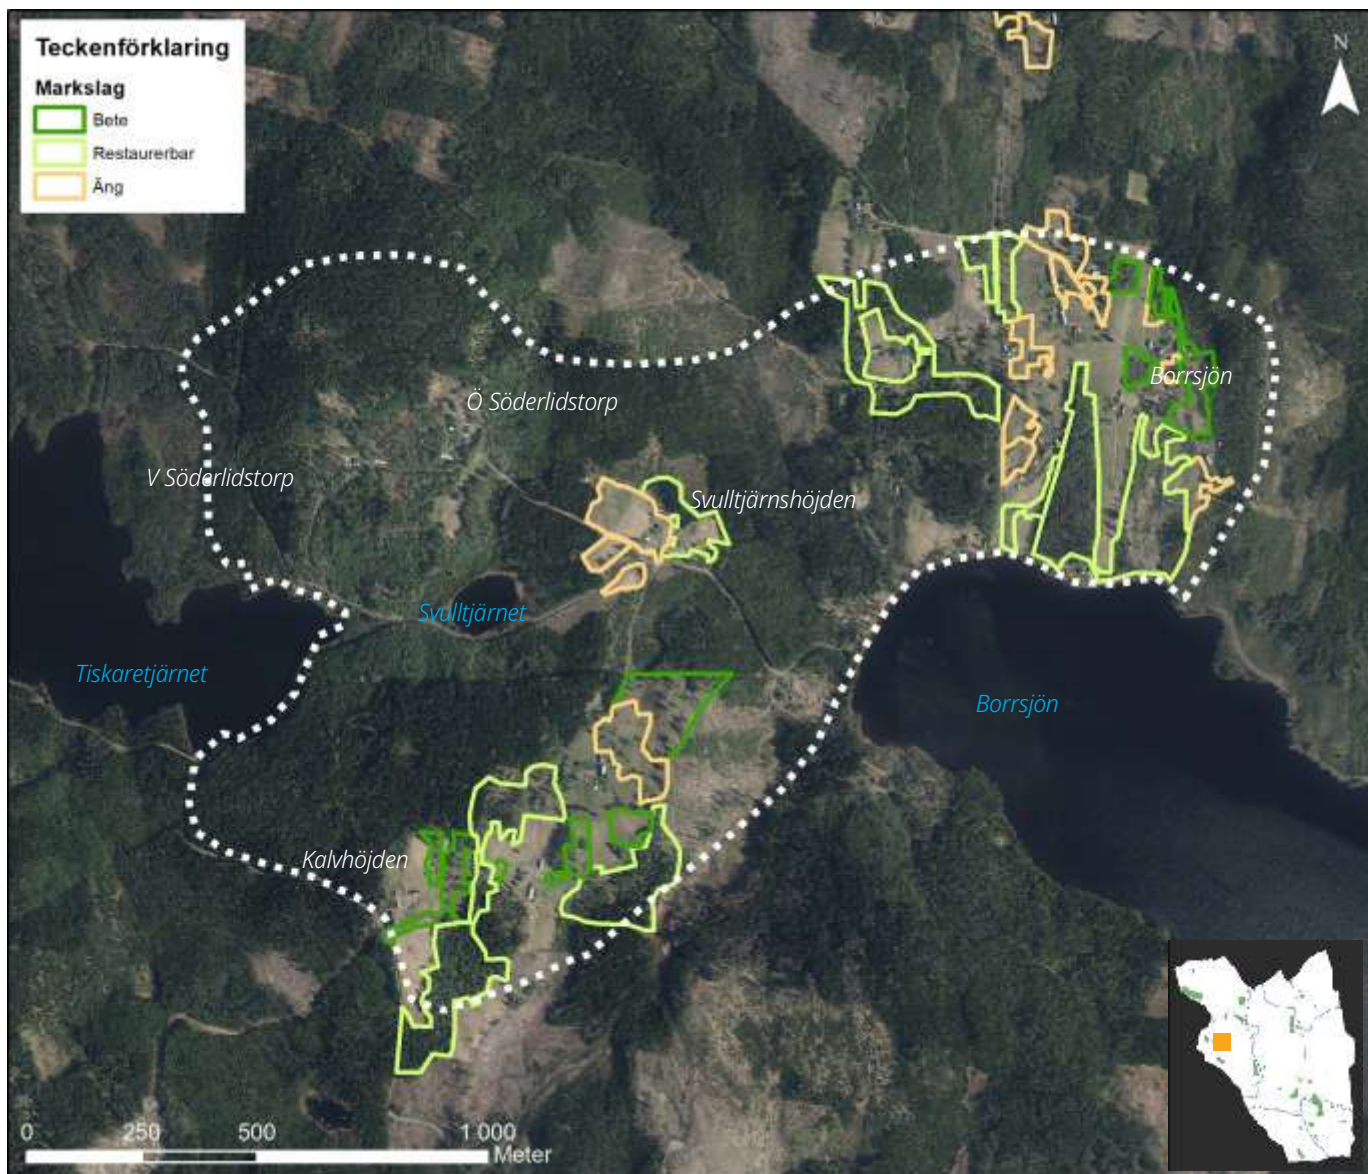 Teckenförklaring
Markslag
Bete
Restaurerbar
Äng
N
Borrsjön
Ö Söderlidstorp
V Söderlidstorp
Svulltjärnshöjden
Svulltjärnet
Tiskaretjärnet
Borrsjön
Kalvhöjden
0 250 500 1 000
Meter